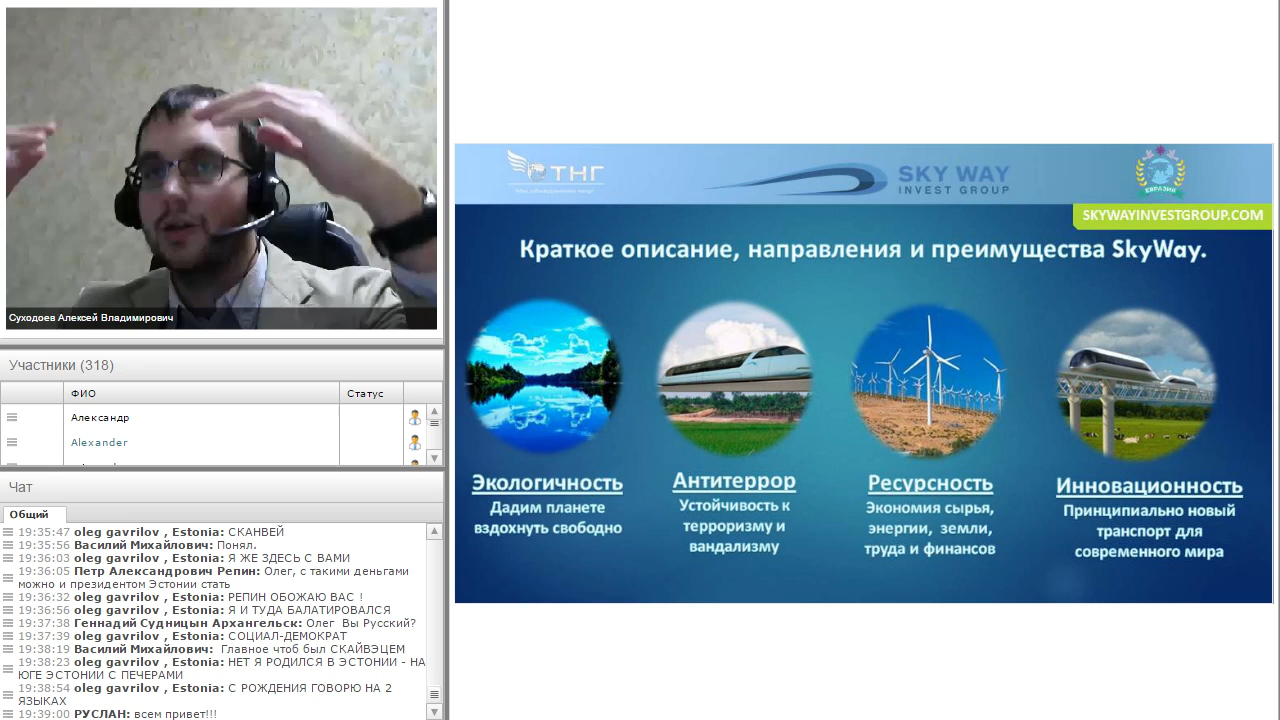 Суходоев Алексей Владимирович
Участники (318)
ФИО
Статус
Александр
Alexander
Чат
Общий
19:35:47 oleg gavrilov , Estonia: СКАНВЕЙ
19:35:56 Василий Михайлович: Понял.
19:36:03 oleg gavrilov , Estonia: Я ЖЕ ЗДЕСЬ С ВАМИ
19:36:05 Петр Александрович Репин: Олег, с такими деньгами
можно и президентом Эстонии стать
19:36:32 oleg gavrilov , Estonia: РЕПИН ОБОЖАЮ ВАС !
19:36:56 oleg gavrilov , Estonia: Я И ТУДА БАЛАТИРОВАЛСЯ
19:37:38 Геннадий Судницын Архангельск: Олег Вы Русский?
19:37:39 oleg gavrilov , Estonia: СОЦИАЛ-ДЕМОКРАТ
19:38:19 Василий Михайлович: Главное чтоб был СКАЙВЭЦЕМ
19:38:23 oleg gavrilov , Estonia: НЕТ Я РОДИЛСЯ В ЭСТОНИИ - НА
ЮГЕ ЭСТОНИИ С ПЕЧЕРАМИ
19:38:54 oleg gavrilov , Estonia: С РОЖДЕНИЯ ГОВОРЮ НА 2
ЯЗЫКАХ
19:39:00 РУСЛАН: всем привет!!!
ТНГ
SKY WAY
INVEST GROUP
ЕВРАЗИЯ
SKYWAYINVESTGROUP.COM
Краткое описание, направления и преимущества SkyWay.
Экологичность
Дадим планете
вздохнуть свободно
Антитеррор
Устойчивость к
терроризму и
вандализму
Ресурсность
Экономия сырья,
энергии, земли,
труда и финансов
Инновационность
Принципиально новый
транспорт для
современного мира